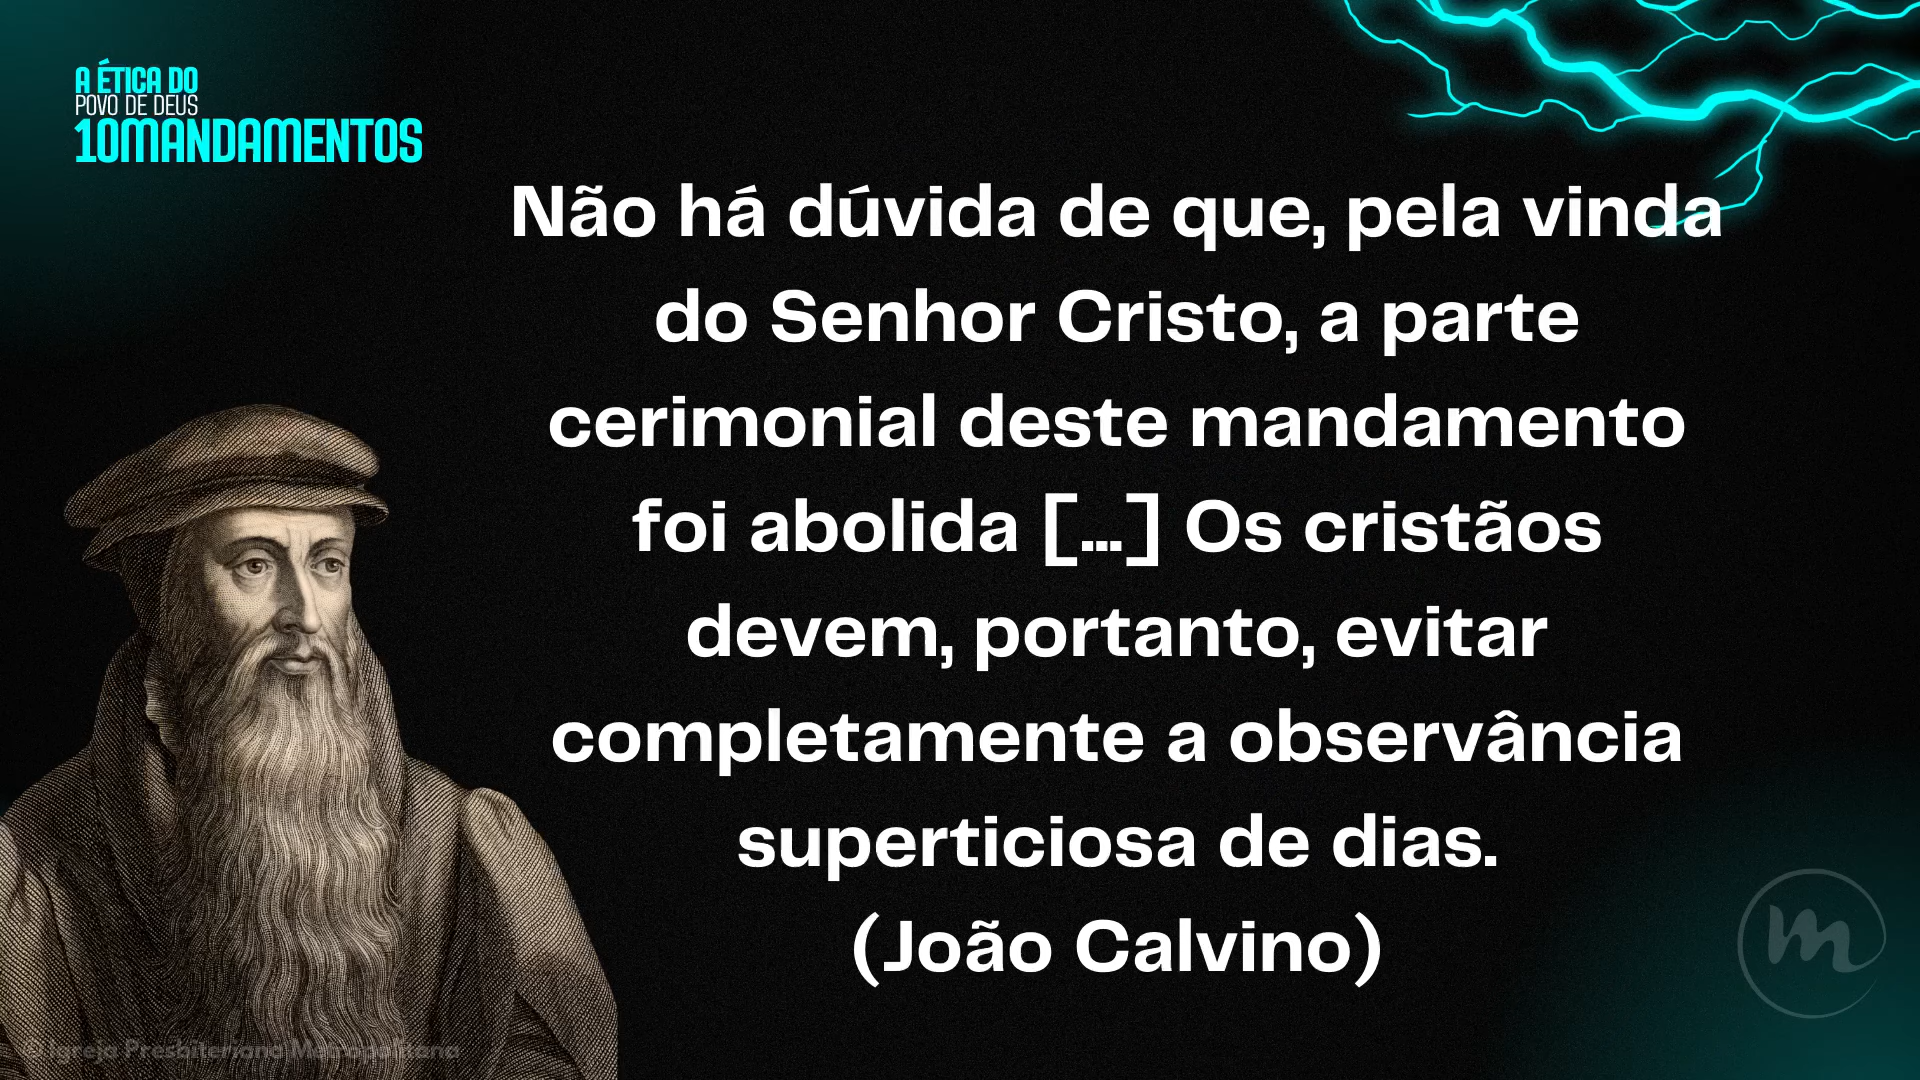 A ÉTICA DO
POVO DE DEUS
10MANDAMENTOS
Não há dúvida de que, pela vinda
do Senhor Cristo, a parte
cerimonial deste mandamento
foi abolida [...] Os cristãos
devem, portanto, evitar
completamente a observância
superticiosa de dias.
(João Calvino)
Igreja Presbiteriana Metropolitana
m